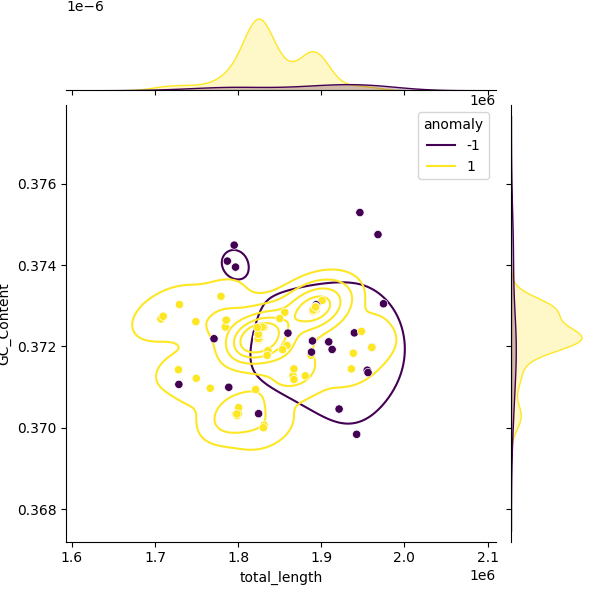 1e−6
1e6
anomaly
-1
1
0.376
0.374
0.372
0.370
0.368
GC_content
1.6
1.7
1.8
1.9
2.0
2.1
1e6
total_length